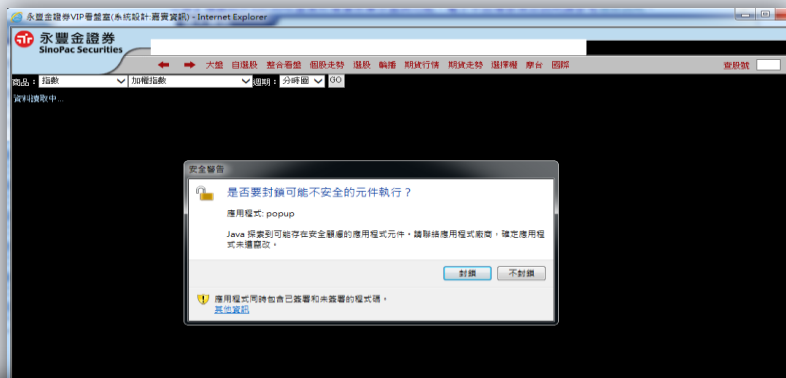 永豐金證券VIP看盤室(系統設計:嘉實資訊) - Internet Explorer
永豐金證券
SinoPac Securities
大盤 自選股 整合看盤 個股走勢 選股 輪播 期貨行情 期貨走勢 選擇權 摩台 國際 查股號
商品： 指數 加權指數 週期： 分時圖 GO
資料讀取中...
安全警告
是否要封鎖可能不安全的元件執行？
應用程式: popup
Java 探索到可能存在安全顧慮的應用程式元件。請聯絡應用程式廠商，確定應用程
式未遭竄改。
封鎖 不封鎖
應用程式同時包含已簽署和未簽署的程式碼。
其他資訊